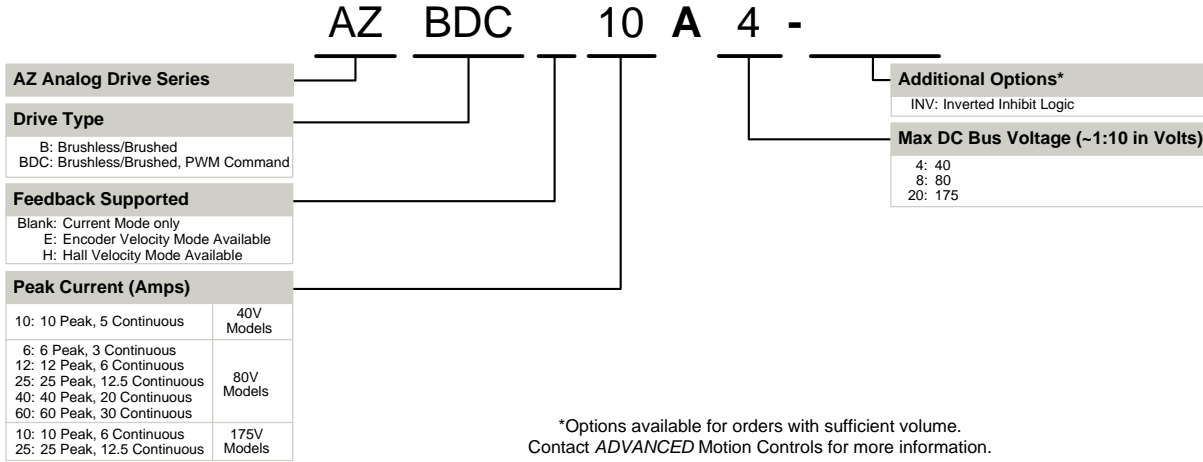 AZ BDC 10 A 4 -
AZ Analog Drive Series
Drive Type
B: Brushless/Brushed
BDC: Brushless/Brushed, PWM Command
Feedback Supported
Blank: Current Mode only
E: Encoder Velocity Mode Available
H: Hall Velocity Mode Available
Peak Current (Amps)
10: 10 Peak, 5 Continuous
40V
Models
6: 6 Peak, 3 Continuous
12: 12 Peak, 6 Continuous
25: 25 Peak, 12.5 Continuous
40: 40 Peak, 20 Continuous
60: 60 Peak, 30 Continuous
80V
Models
10: 10 Peak, 6 Continuous
25: 25 Peak, 12.5 Continuous
175V
Models
Additional Options*
INV: Inverted Inhibit Logic
Max DC Bus Voltage (~1:10 in Volts)
4: 40
8: 80
20: 175
*Options available for orders with sufficient volume.
Contact ADVANCED Motion Controls for more information.